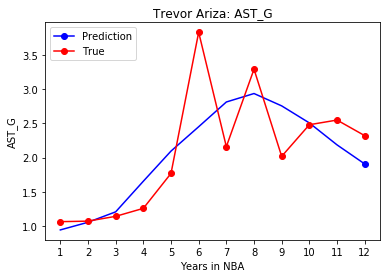 Trevor Ariza: AST_G
Prediction
True
AST_G
3.5
3.0
2.5
2.0
1.5
1.0
1 2 3 4 5 6 7 8 9 10 11 12
Years in NBA